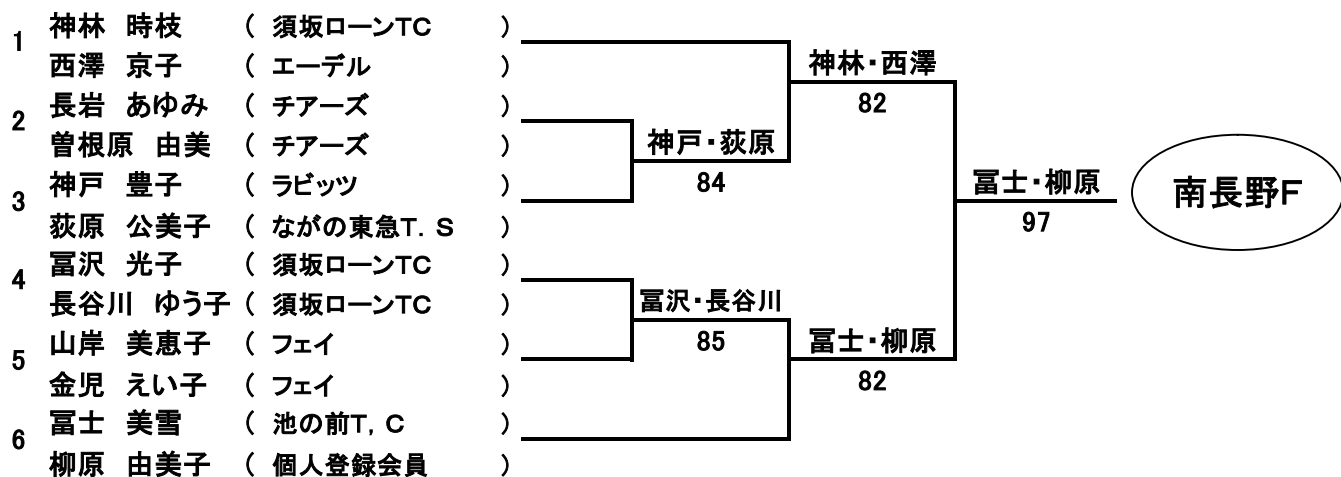 1 神林 時枝 ( 須坂ローンTC )
西澤 京子 ( エーデル )
2 長岩 あゆみ ( チアーズ )
曽根原 由美 ( チアーズ )
3 神戸 豊子 ( ラビッツ )
荻原 公美子 ( ながの東急T. S )
4 冨沢 光子 ( 須坂ローンTC )
長谷川 ゆう子 ( 須坂ローンTC )
5 山岸 美恵子 ( フェイ )
金児 えい子 ( フェイ )
6 冨士 美雪 ( 池の前T, C )
柳原 由美子 ( 個人登録会員 )
神戸・荻原
84
冨沢・長谷川
85
神林・西澤
82
冨士・柳原
82
冨士・柳原
97
南長野F